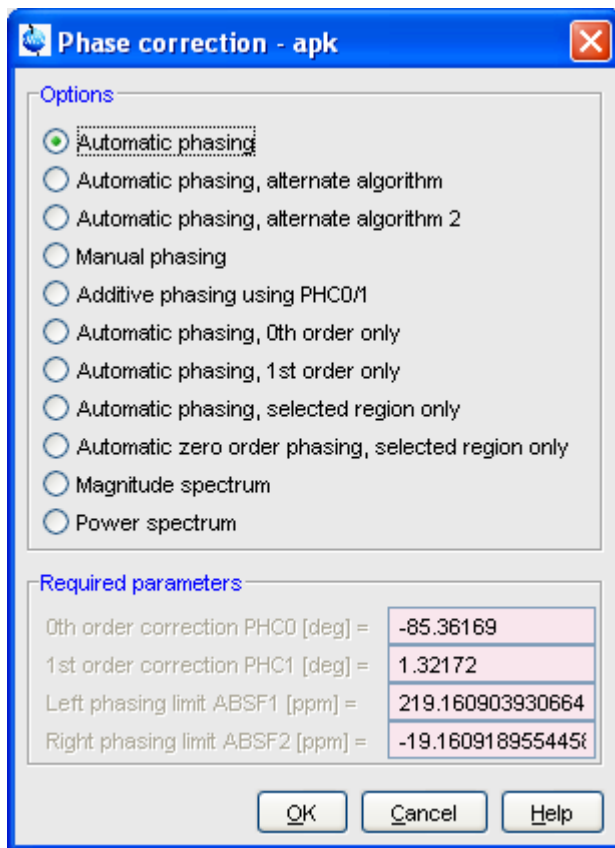 Phase correction - apk
Options
Automatic phasing
Automatic phasing, alternate algorithm
Automatic phasing, alternate algorithm 2
Manual phasing
Additive phasing using PHC0/1
Automatic phasing, 0th order only
Automatic phasing, 1st order only
Automatic phasing, selected region only
Automatic zero order phasing, selected region only
Magnitude spectrum
Power spectrum
Required parameters
0th order correction PHC0 [deg] = -85.36169
1st order correction PHC1 [deg] = 1.32172
Left phasing limit ABSF1 [ppm] = 219.160903930664
Right phasing limit ABSF2 [ppm] = -19.1609189554458
OK Cancel Help